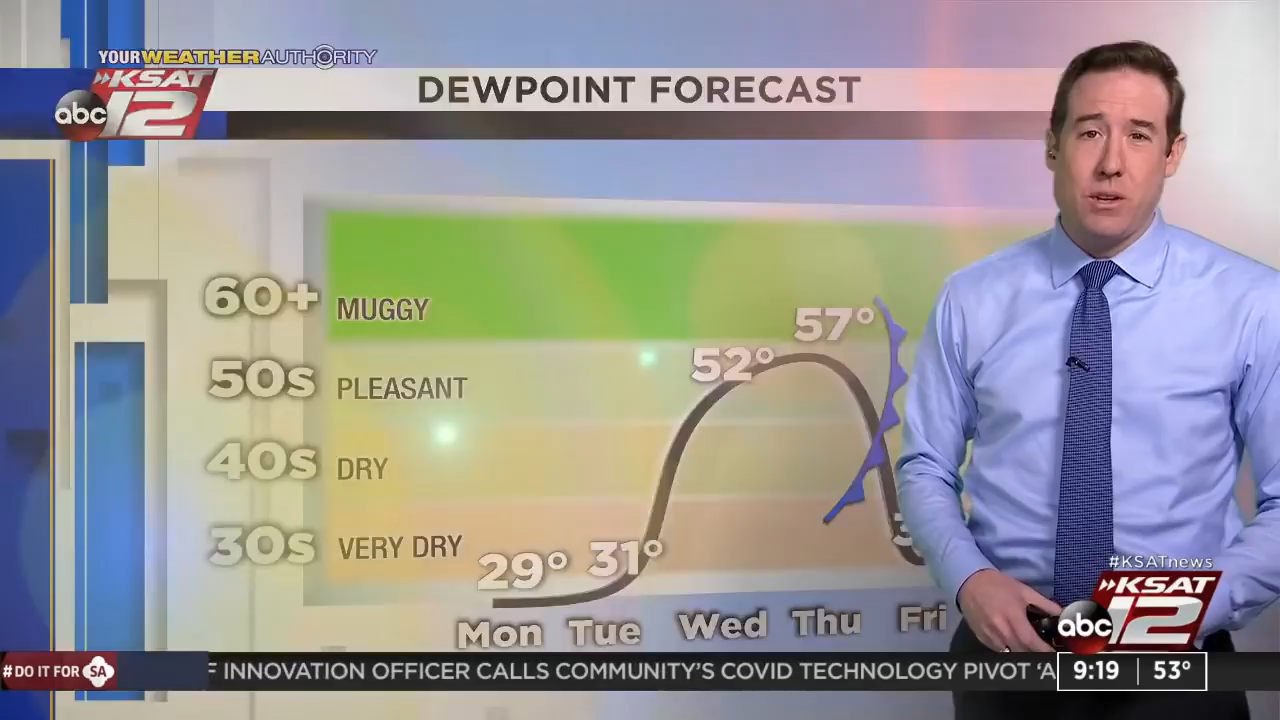 YOURWEATHERAUTHORITY
KSAT
abc 12
DEWPOINT FORECAST
60+ MUGGY
50s PLEASANT
40s DRY
30s VERY DRY
29° 31° 52° 57°
Mon Tue Wed Thu Fri
#KSATnews
KSAT
abc 12
#DO IT FOR SA
F INNOVATION OFFICER CALLS COMMUNITY'S COVID TECHNOLOGY PIVOT ‘A
9:19 53°